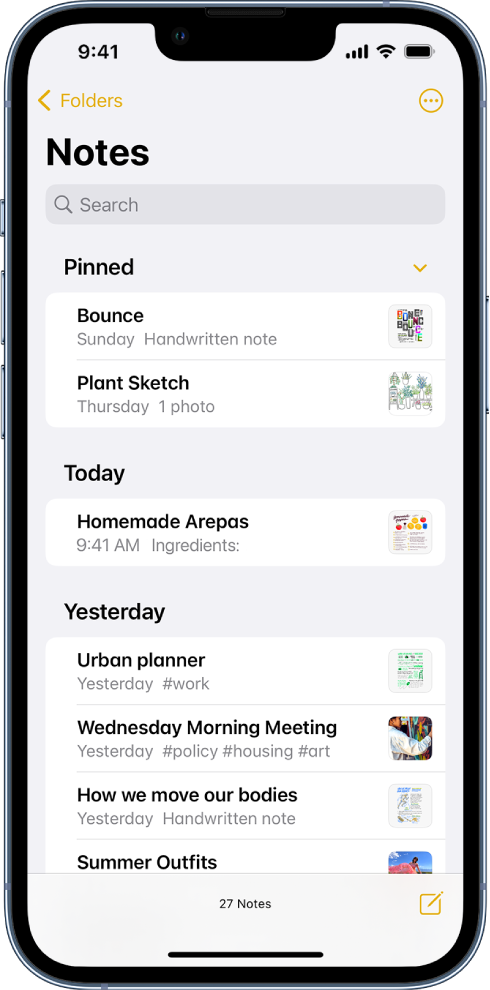 9:41
Folders
Notes
Search
Pinned
Bounce
Sunday Handwritten note
Plant Sketch
Thursday 1 photo
Today
Homemade Arepas
9:41 AM Ingredients:
Yesterday
Urban planner
Yesterday #work
Wednesday Morning Meeting
Yesterday #policy #housing #art
How we move our bodies
Yesterday Handwritten note
Summer Outfits
27 Notes